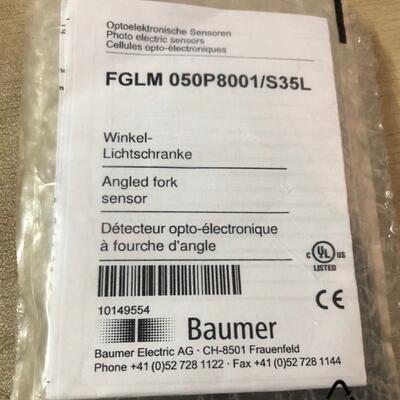 Optoelektronische Sensoren
Photo electric sensors
Cellules opto-électroniques
FGLM 050P8001/S35L
Winkel-
Lichtschranke
Angled fork
sensor
Détecteur opto-électronique
à fourche d'angle
C UL US
LISTED
CE
10149554
Baumer
Baumer Electric AG · CH-8501 Frauenfeld
Phone +41 (0)52 728 1122 · Fax +41 (0)52 728 1144